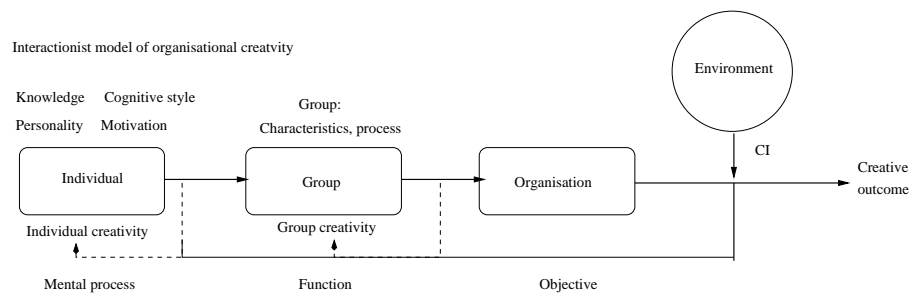 Interactionist model of organisational creatvity
Environment
Knowledge Cognitive style
Personality Motivation
Group:
Characteristics, process
CI
Individual
Group
Organisation
Creative
outcome
Individual creativity
Group creativity
Mental process
Function
Objective